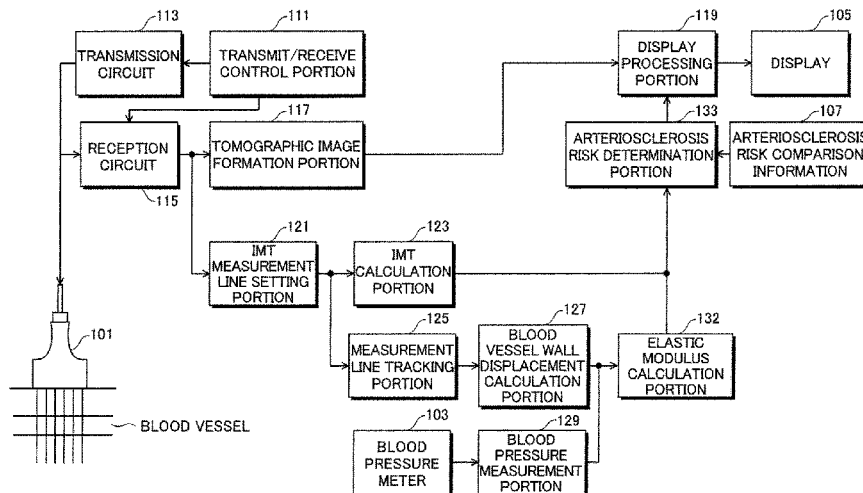 113
TRANSMISSION
CIRCUIT
111
TRANSMIT/RECEIVE
CONTROL PORTION
119
DISPLAY
PROCESSING
PORTION
105
DISPLAY
RECEPTION
CIRCUIT
115
117
TOMOGRAPHIC IMAGE
FORMATION PORTION
133
ARTERIOSCLEROSIS
RISK DETERMINATION
PORTION
107
ARTERIOSCLEROSIS
RISK COMPARISON
INFORMATION
121
IMT
MEASUREMENT
LINE SETTING
PORTION
123
IMT
CALCULATION
PORTION
101
125
MEASUREMENT
LINE TRACKING
PORTION
127
BLOOD
VESSEL WALL
DISPLACEMENT
CALCULATION
PORTION
132
ELASTIC
MODULUS
CALCULATION
PORTION
BLOOD VESSEL
103
BLOOD
PRESSURE
METER
129
BLOOD
PRESSURE
MEASUREMENT
PORTION